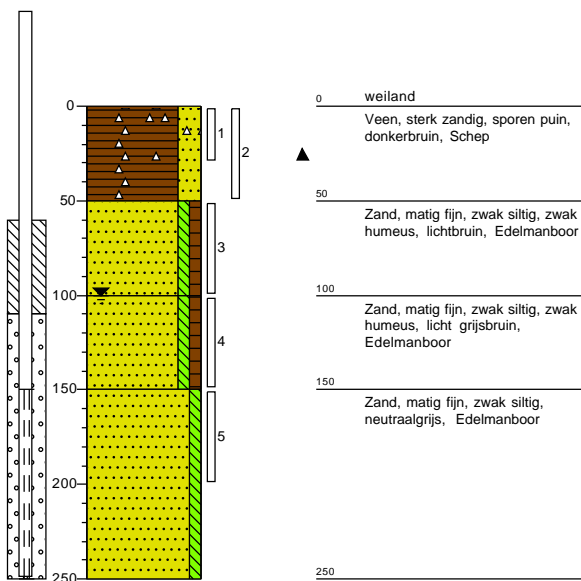 0
50
100
150
200
250
1
2
3
4
5
0 weiland
Veen, sterk zandig, sporen puin,
donkerbruin, Schep
50
Zand, matig fijn, zwak siltig, zwak
humeus, lichtbruin, Edelmanboor
100
Zand, matig fijn, zwak siltig, zwak
humeus, licht grijsbruin,
Edelmanboor
150
Zand, matig fijn, zwak siltig,
neutraalgrijs, Edelmanboor
250